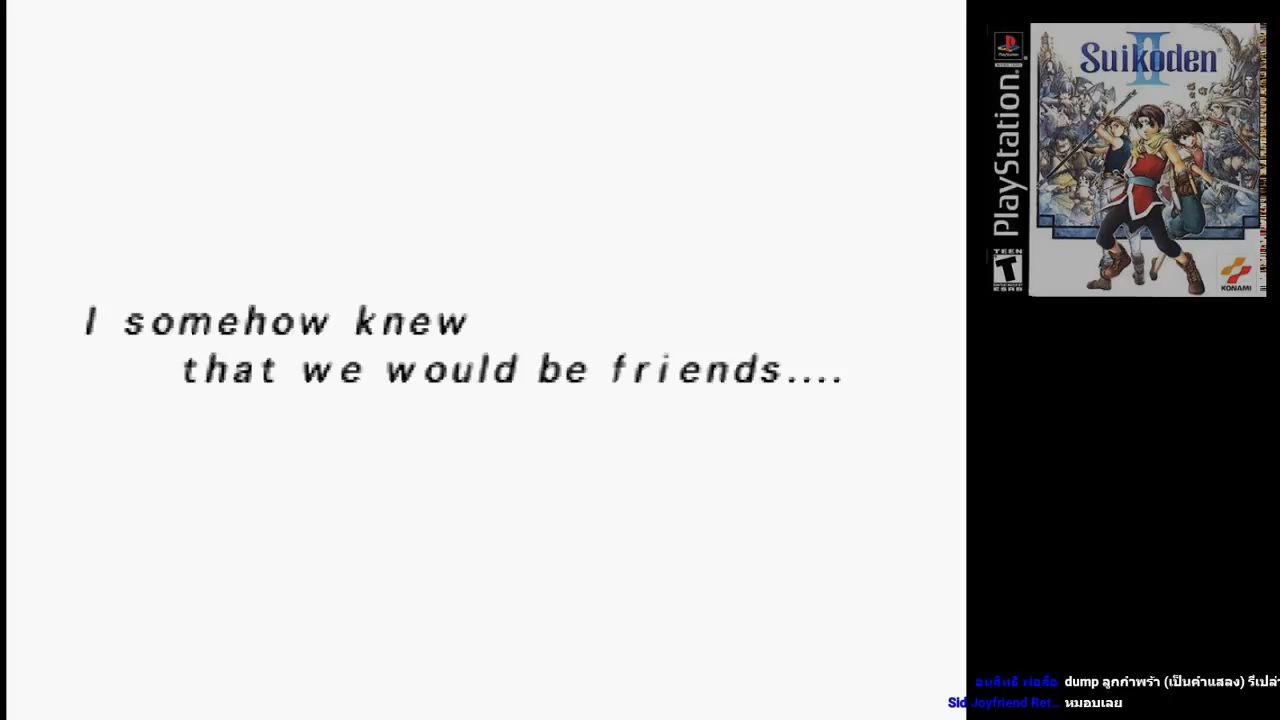 I somehow knew
that we would be friends....
PlayStation
Suikoden II
TEEN
T
ESRB
KONAMI
dump ลูกกำพร้า (เป็นคำแสลง) รีเปล่า
Sid Joyfriend Ret... หมอบเลย